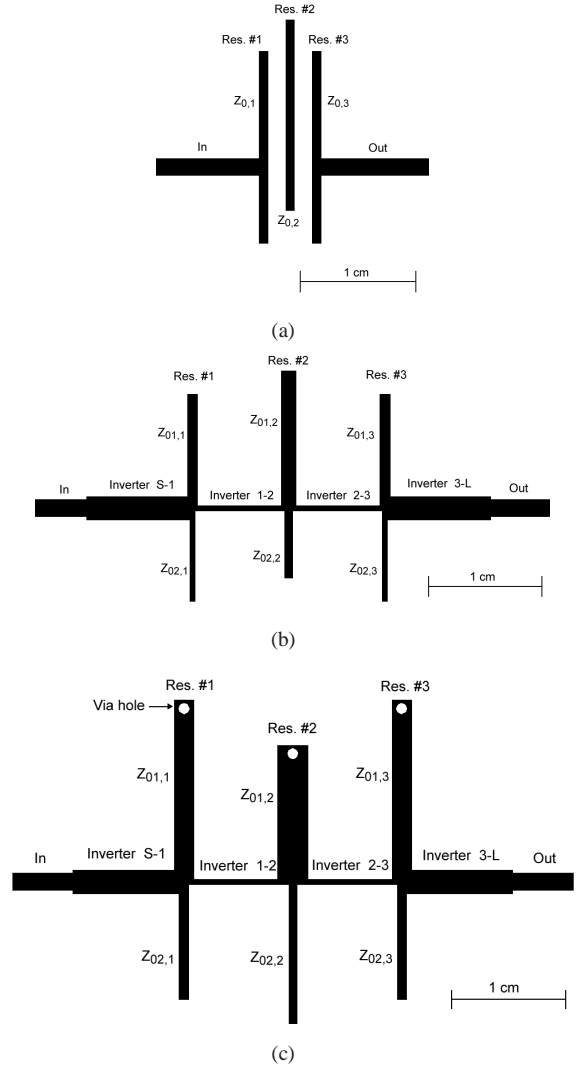 Res. #2
Res. #1
Res. #3
Z0,1
Z0,3
In
Out
Z0,2
1 cm
(a)
Res. #2
Res. #1
Res. #3
Z01,2
Z01,1
Z01,3
In
Inverter S-1
Inverter 1-2
Inverter 2-3
Inverter 3-L
Out
Z02,2
Z02,1
Z02,3
1 cm
(b)
Res. #1
Res. #3
Via hole
Res. #2
Z01,1
Z01,3
Z01,2
In
Inverter S-1
Inverter 1-2
Inverter 2-3
Inverter 3-L
Out
Z02,1
Z02,2
Z02,3
1 cm
(c)